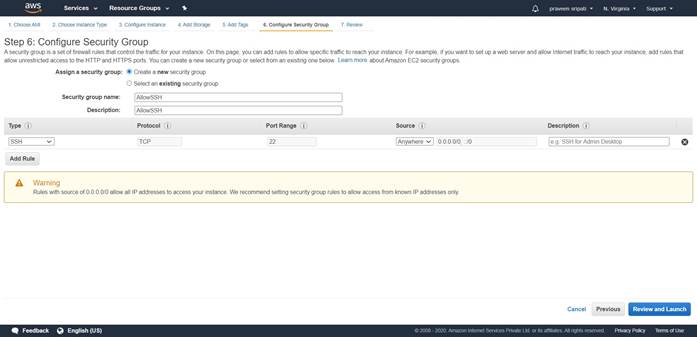 aws
Services Resource Groups praveen sripati N. Virginia Support
1. Choose AMI 2. Choose Instance Type 3. Configure Instance 4. Add Storage 5. Add Tags 6. Configure Security Group 7. Review
Step 6: Configure Security Group
A security group is a set of firewall rules that control the traffic for your instance. On this page, you can add rules to allow specific traffic to reach your instance. For example, if you want to set up a web server and allow Internet traffic to reach your instance, add rules that
allow unrestricted access to the HTTP and HTTPS ports. You can create a new security group or select from an existing one below. Learn more about Amazon EC2 security groups.
Assign a security group: Create a new security group
Select an existing security group
Security group name: AllowSSH
Description: AllowSSH
Type Protocol Port Range Source Description
SSH TCP 22 Anywhere 0.0.0.0/0, ::/0 e.g. SSH for Admin Desktop
Add Rule
Warning
Rules with source of 0.0.0.0/0 allow all IP addresses to access your instance. We recommend setting security group rules to allow access from known IP addresses only.
Cancel Previous Review and Launch
Feedback English (US) © 2008 - 2020, Amazon Internet Services Private Ltd. or its affiliates. All rights reserved. Privacy Policy Terms of Use